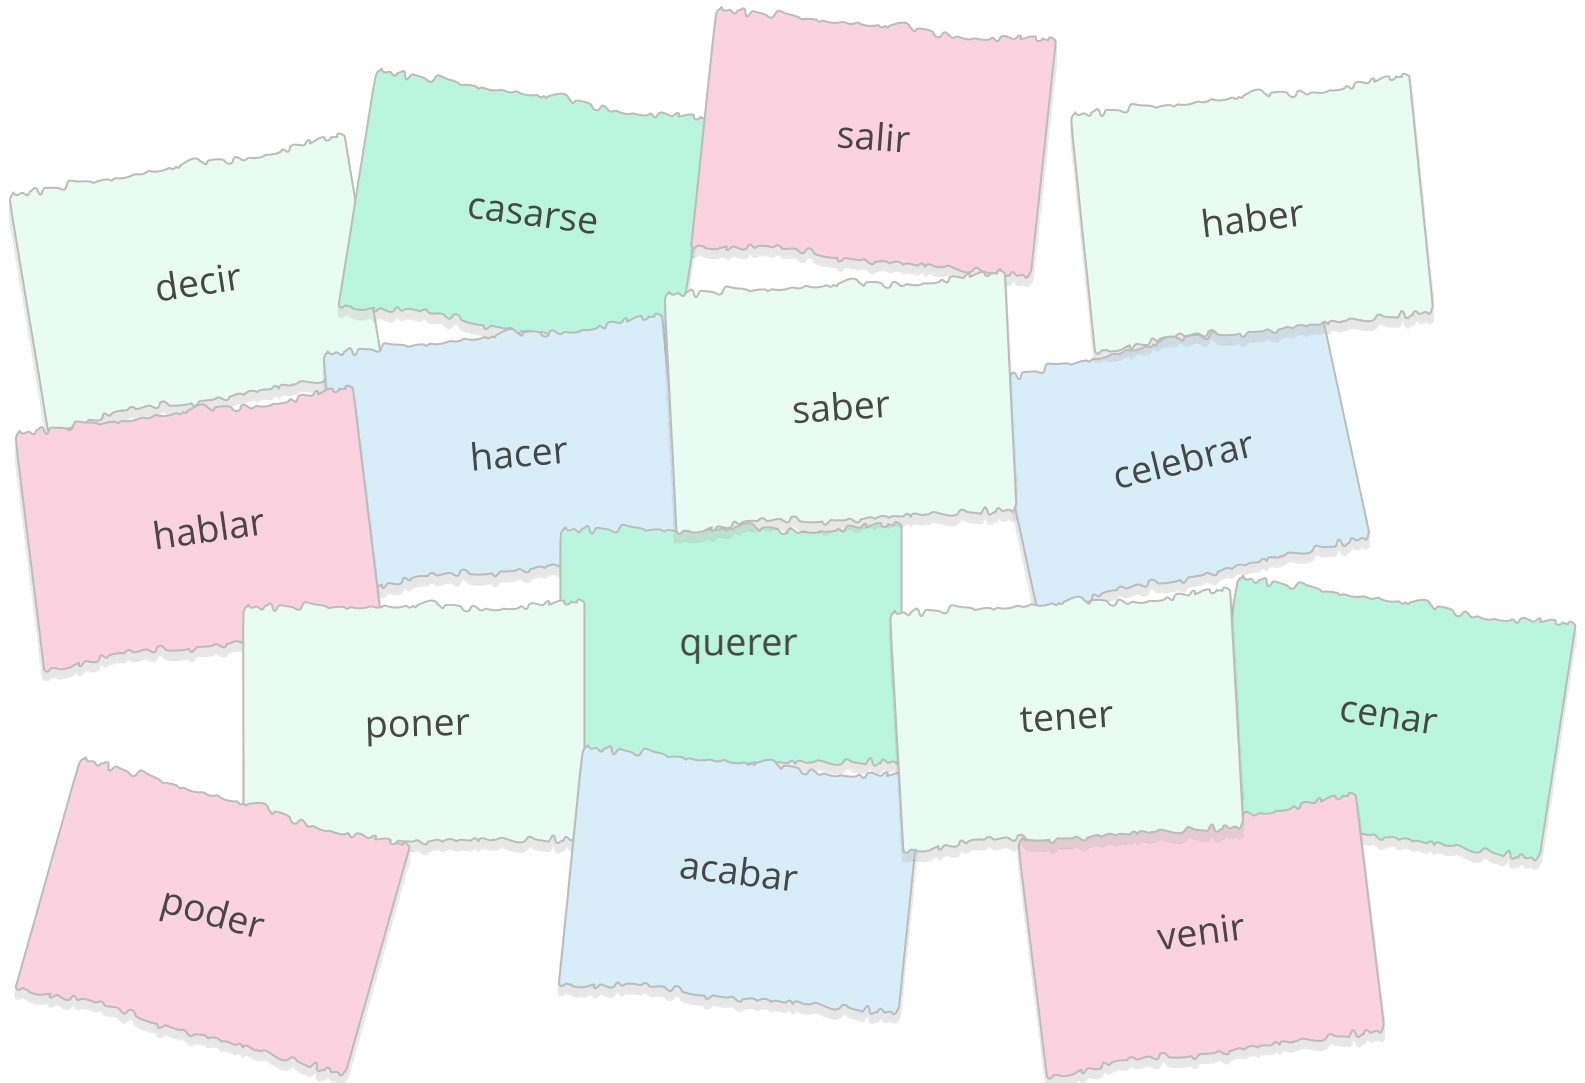 salir
casarse
haber
decir
saber
hacer
celebrar
hablar
querer
tener
cenar
poner
acabar
poder
venir